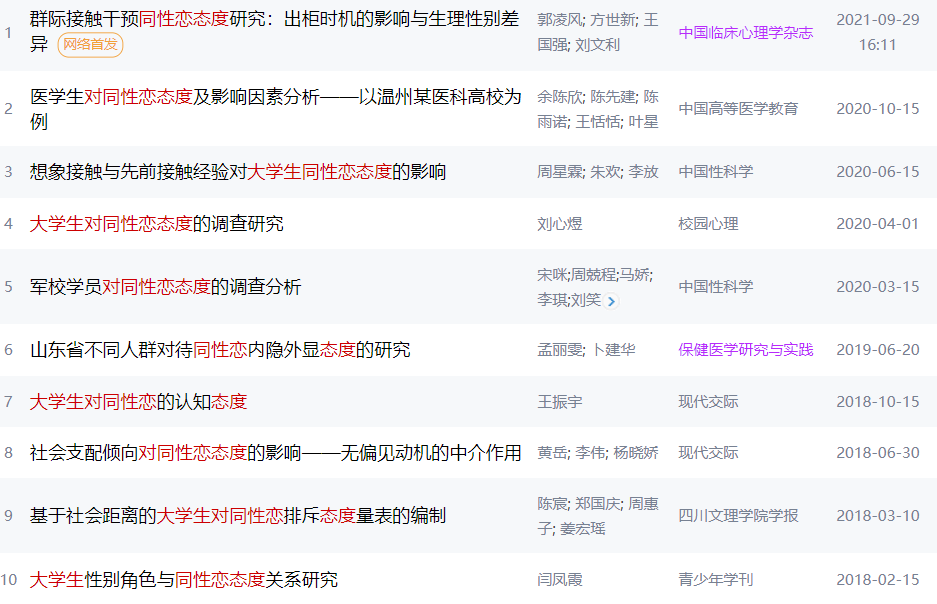 1 群际接触干预同性恋态度研究：出柜时机的影响与生理性别差 郭凌风; 方世新; 王 中国临床心理学杂志 2021-09-29
异 网络首发 国强; 刘文利 16:11
2 医学生对同性恋态度及影响因素分析——以温州某医科高校为 余陈欣; 陈先建; 陈 中国高等医学教育 2020-10-15
例 雨诺; 王恬恬; 叶星
3 想象接触与先前接触经验对大学生同性恋态度的影响 周星霖; 朱欢; 李放 中国性科学 2020-06-15
4 大学生对同性恋态度的调查研究 刘心煜 校园心理 2020-04-01
5 军校学员对同性恋态度的调查分析 宋咪;周兢程;马娇; 中国性科学 2020-03-15
李琪;刘笑
6 山东省不同人群对待同性恋内隐外显态度的研究 孟丽雯; 卜建华 保健医学研究与实践 2019-06-20
7 大学生对同性恋的认知态度 王振宇 现代交际 2018-10-15
8 社会支配倾向对同性恋态度的影响——无偏见动机的中介作用 黄岳; 李伟; 杨晓娇 现代交际 2018-06-30
9 基于社会距离的大学生对同性恋排斥态度量表的编制 陈宸; 郑国庆; 周惠 四川文理学院学报 2018-03-10
子; 姜宏瑶
10 大学生性别角色与同性恋态度关系研究 闫凤霞 青少年学刊 2018-02-15